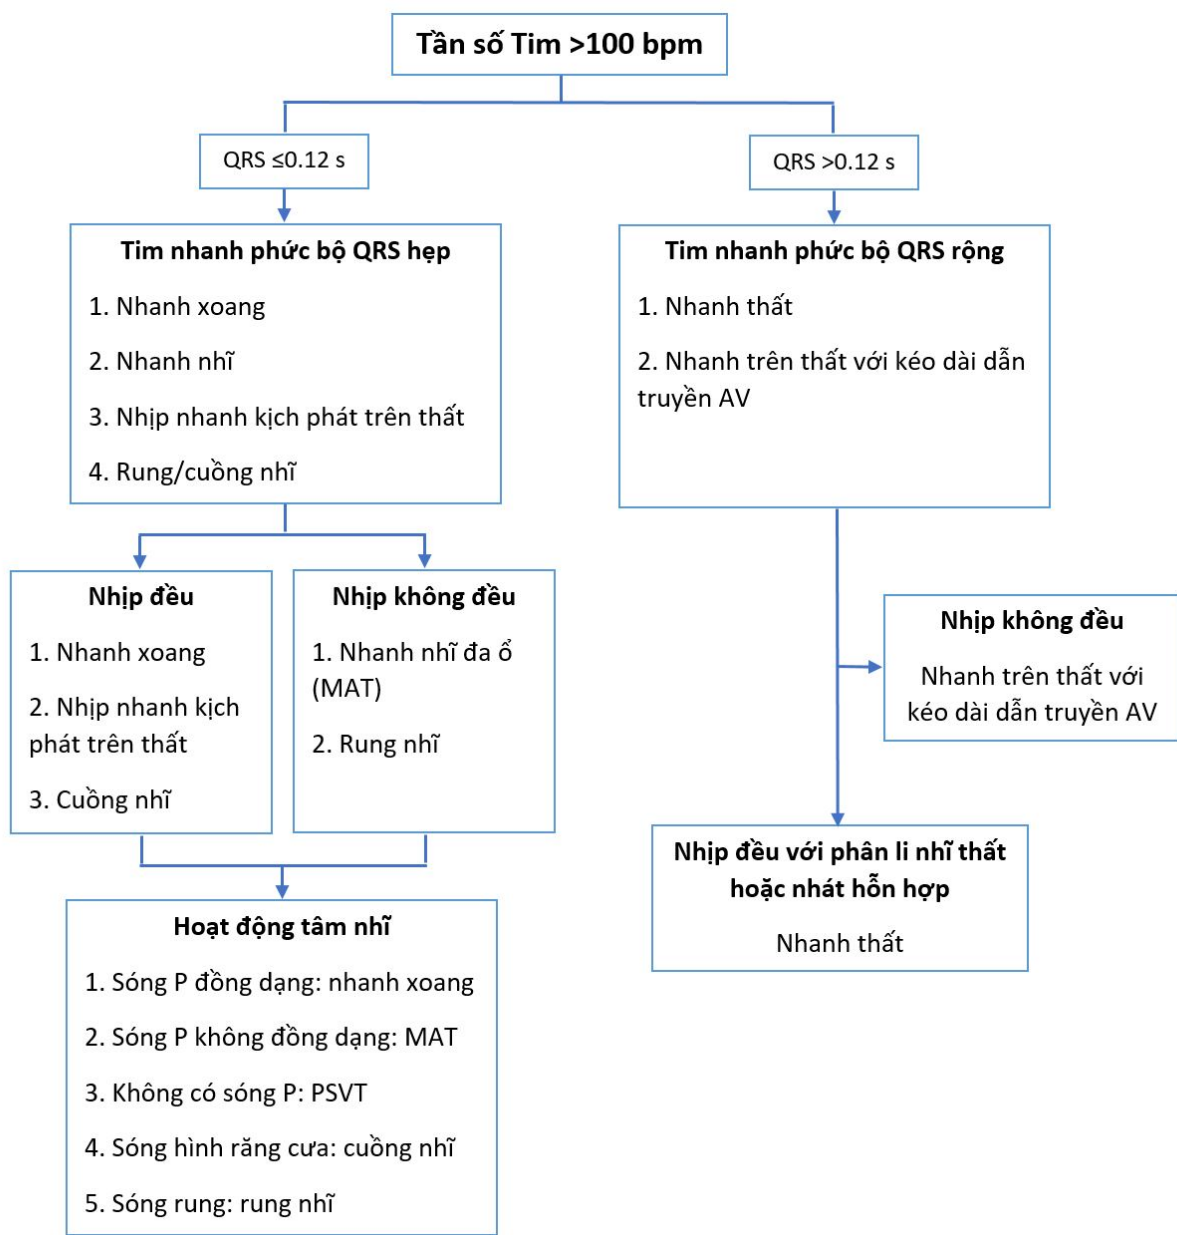 Tần số Tim >100 bpm
QRS ≤0.12 s
QRS >0.12 s
Tim nhanh phức bộ QRS hẹp
1. Nhanh xoang
2. Nhanh nhĩ
3. Nhịp nhanh kịch phát trên thất
4. Rung/cuồng nhĩ
Tim nhanh phức bộ QRS rộng
1. Nhanh thất
2. Nhanh trên thất với kéo dài dẫn
truyền AV
Nhịp đều
1. Nhanh xoang
2. Nhịp nhanh kịch
phát trên thất
3. Cuồng nhĩ
Nhịp không đều
1. Nhanh nhĩ đa ổ
(MAT)
2. Rung nhĩ
Nhịp không đều
Nhanh trên thất với
kéo dài dẫn truyền AV
Nhịp đều với phân li nhĩ thất
hoặc nhát hỗn hợp
Nhanh thất
Hoạt động tâm nhĩ
1. Sóng P đồng dạng: nhanh xoang
2. Sóng P không đồng dạng: MAT
3. Không có sóng P: PSVT
4. Sóng hình răng cưa: cuồng nhĩ
5. Sóng rung: rung nhĩ